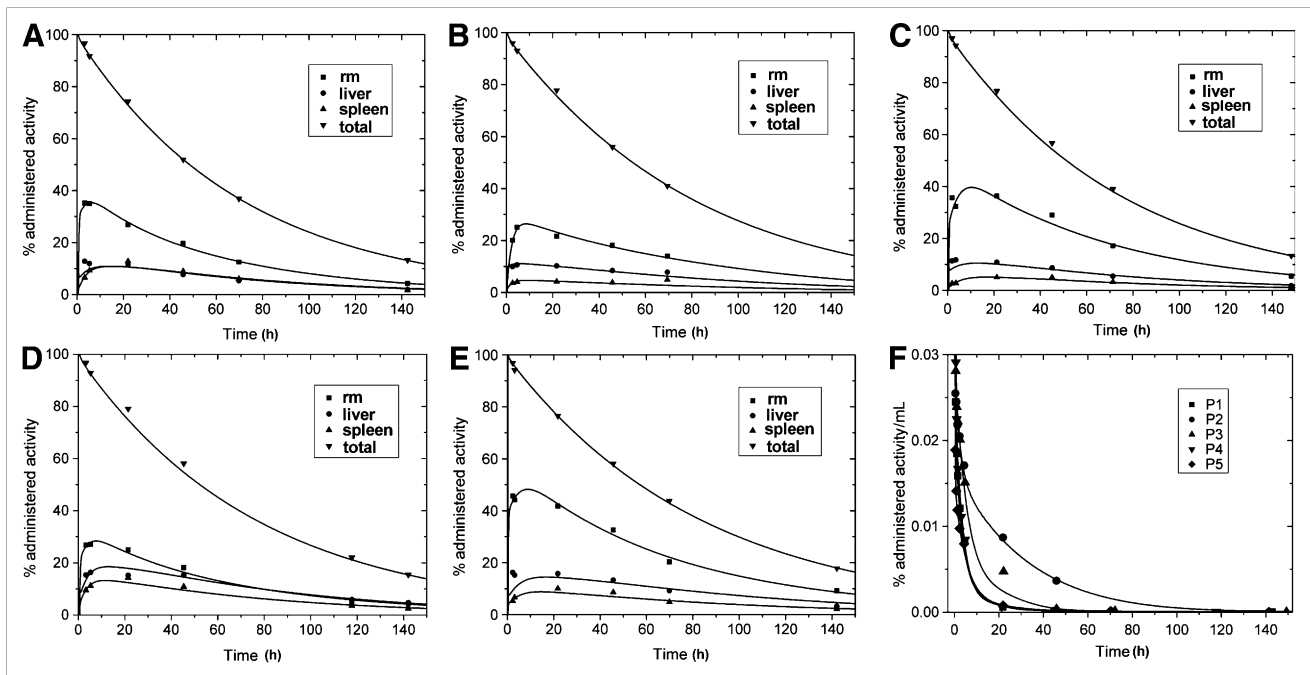 A
100
80
60
40
20
0
% administered activity
rm
liver
spleen
total
0 20 40 60 80 100 120 140
Time (h)
B
100
80
60
40
20
0
% administered activity
rm
liver
spleen
total
0 20 40 60 80 100 120 140
Time (h)
C
100
80
60
40
20
0
% administered activity
rm
liver
spleen
total
0 20 40 60 80 100 120 140
Time (h)
D
100
80
60
40
20
0
% administered activity
rm
liver
spleen
total
0 20 40 60 80 100 120 140
Time (h)
E
100
80
60
40
20
0
% administered activity
rm
liver
spleen
total
0 20 40 60 80 100 120 140
Time (h)
F
0.03
0.02
0.01
0.00
% administered activity/mL
P1
P2
P3
P4
P5
0 20 40 60 80 100 120 140
Time (h)